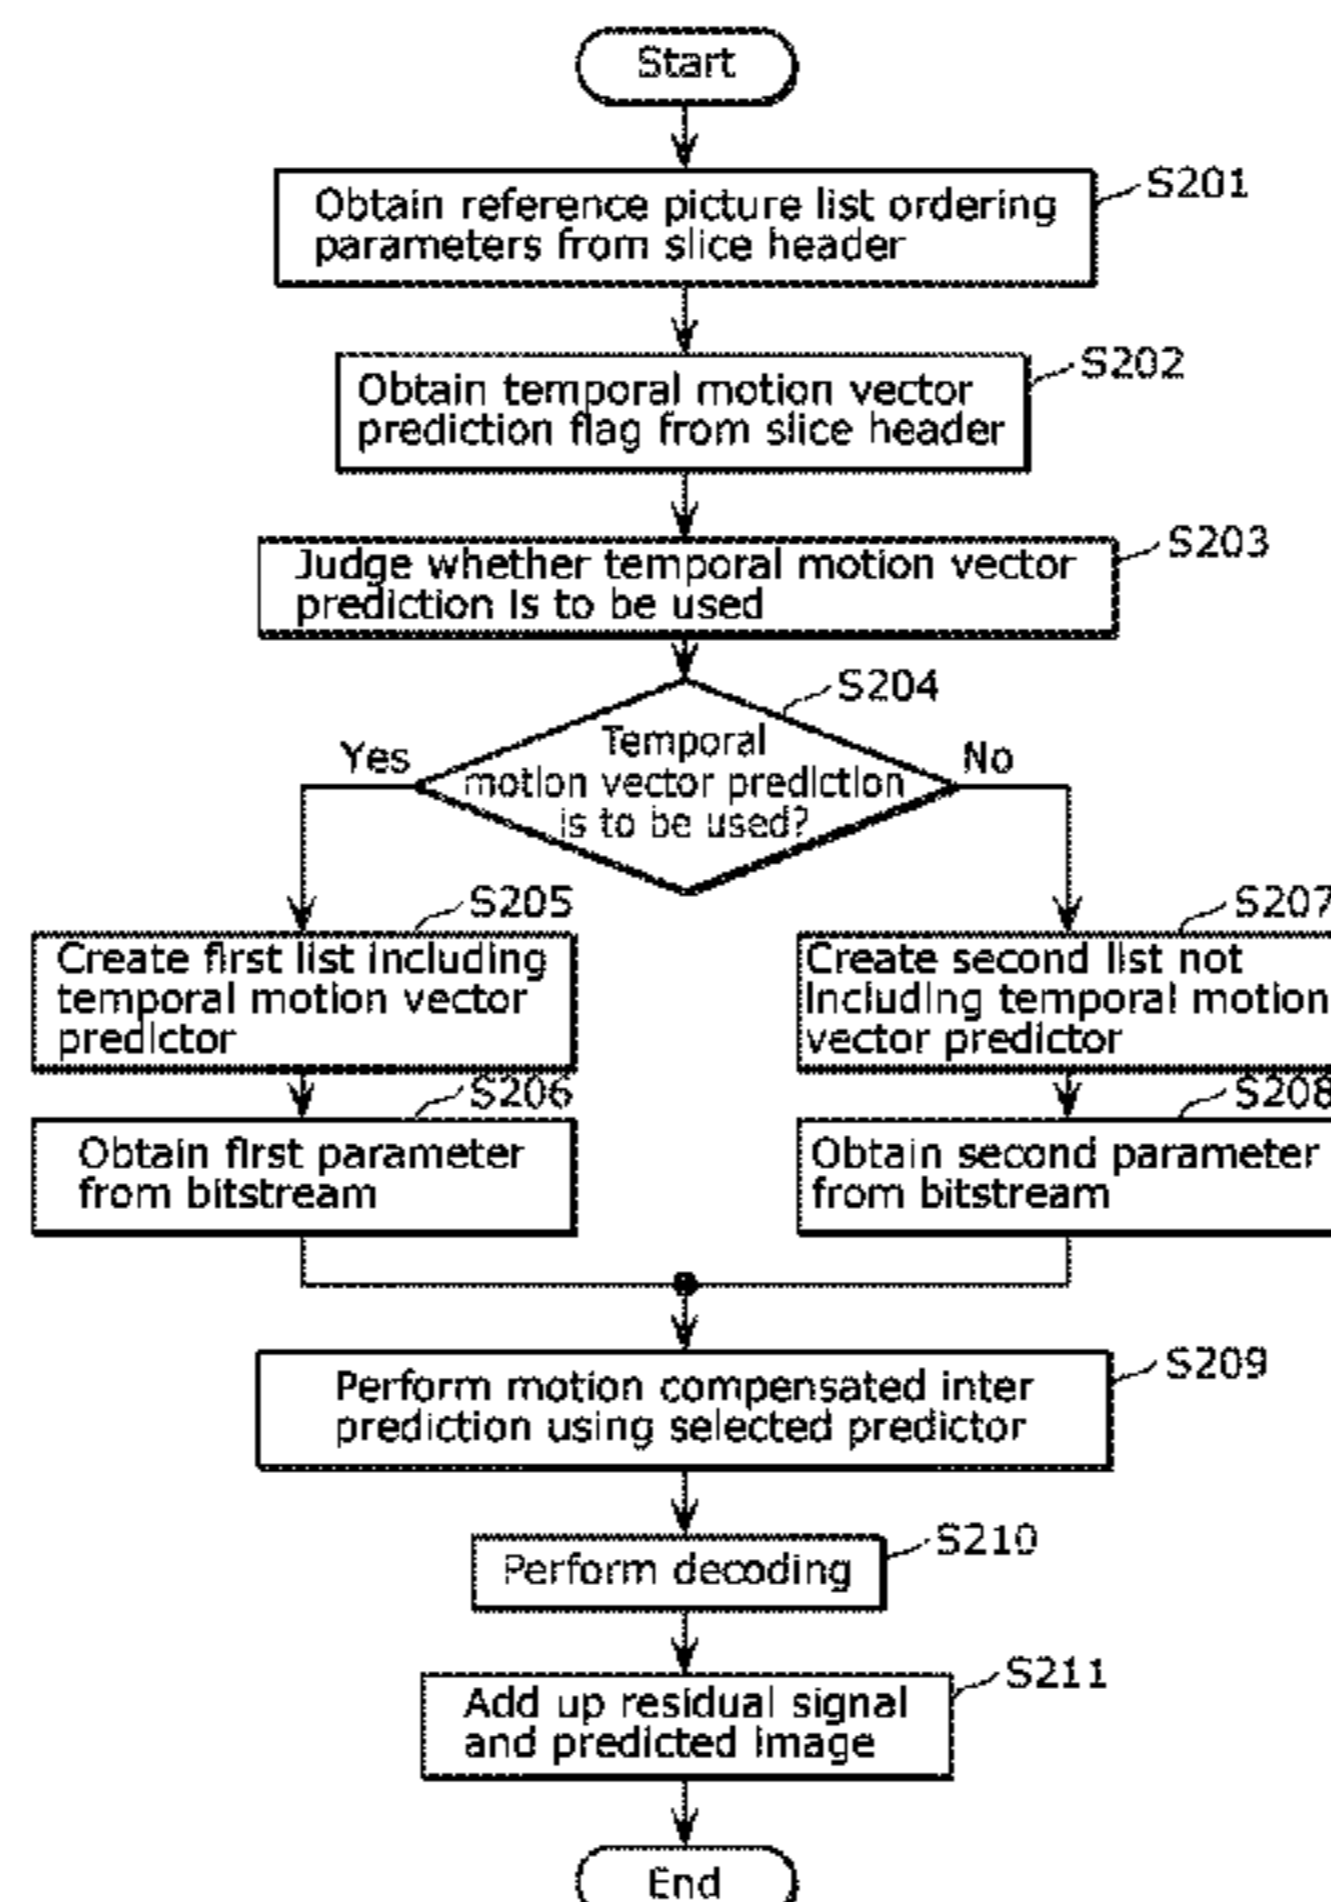 Start
S201
Obtain reference picture list ordering
parameters from slice header
S202
Obtain temporal motion vector
prediction flag from slice header
S203
Judge whether temporal motion vector
prediction is to be used
S204
Temporal
motion vector prediction
is to be used?
Yes
No
S205
Create first list including
temporal motion vector
predictor
S207
Create second list not
including temporal motion
vector predictor
S206
Obtain first parameter
from bitstream
S208
Obtain second parameter
from bitstream
S209
Perform motion compensated inter
prediction using selected predictor
S210
Perform decoding
S211
Add up residual signal
and predicted image
End